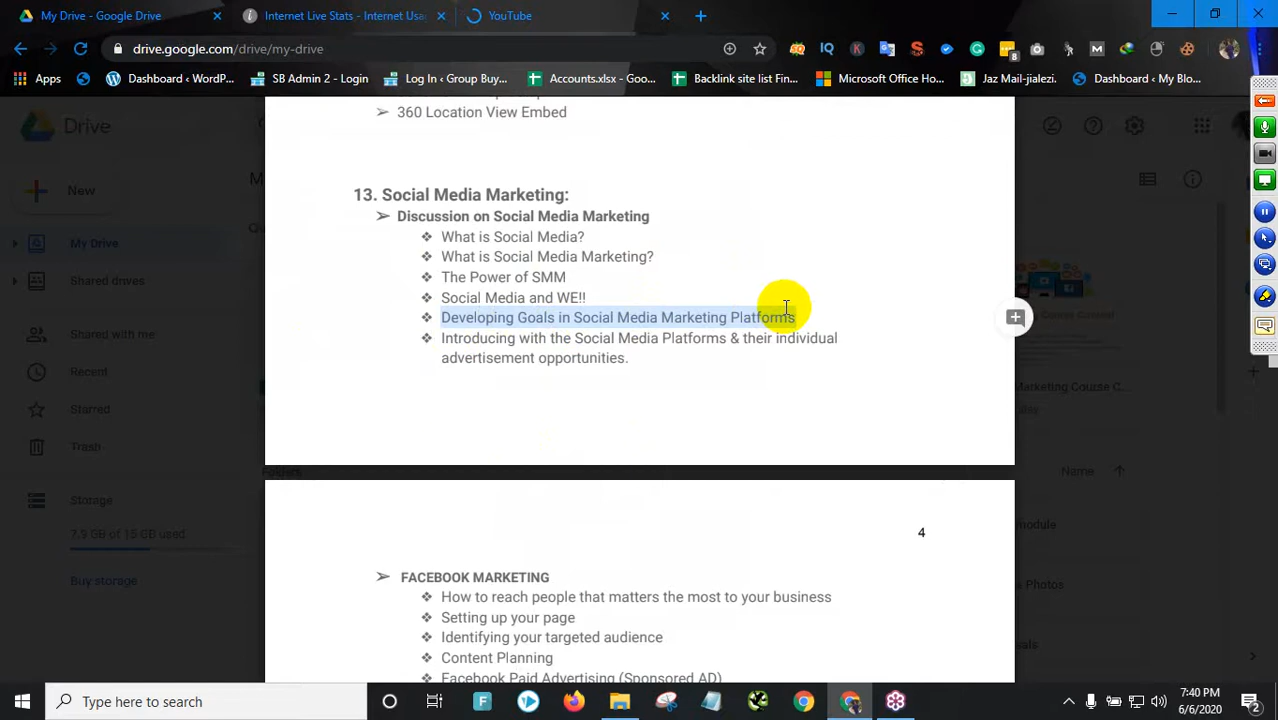 My Drive - Google Drive
Internet Live Stats - Internet Usa
YouTube
drive.google.com/drive/my-drive
Apps
Dashboard ‹ WordP...
SB Admin 2 - Login
Log In ‹ Group Buy...
Accounts.xlsx - Goo...
Backlink site list Fin...
Microsoft Office Ho...
Jaz Mail-jialezi.
Dashboard ‹ My Blo...
Drive
New
My Drive
Shared drives
Shared with me
Recent
Starred
Trash
Storage
7.9 GB of 15 GB used
Buy storage
➢ 360 Location View Embed
13. Social Media Marketing:
➢ Discussion on Social Media Marketing
❖ What is Social Media?
❖ What is Social Media Marketing?
❖ The Power of SMM
❖ Social Media and WE!!
❖ Developing Goals in Social Media Marketing Platforms
❖ Introducing with the Social Media Platforms & their individual
advertisement opportunities.
4
➢ FACEBOOK MARKETING
❖ How to reach people that matters the most to your business
❖ Setting up your page
❖ Identifying your targeted audience
❖ Content Planning
❖ Facebook Paid Advertising (Sponsored AD)
Marketing Course C...
Name
/module
Photos
Type here to search
7:40 PM
6/6/2020